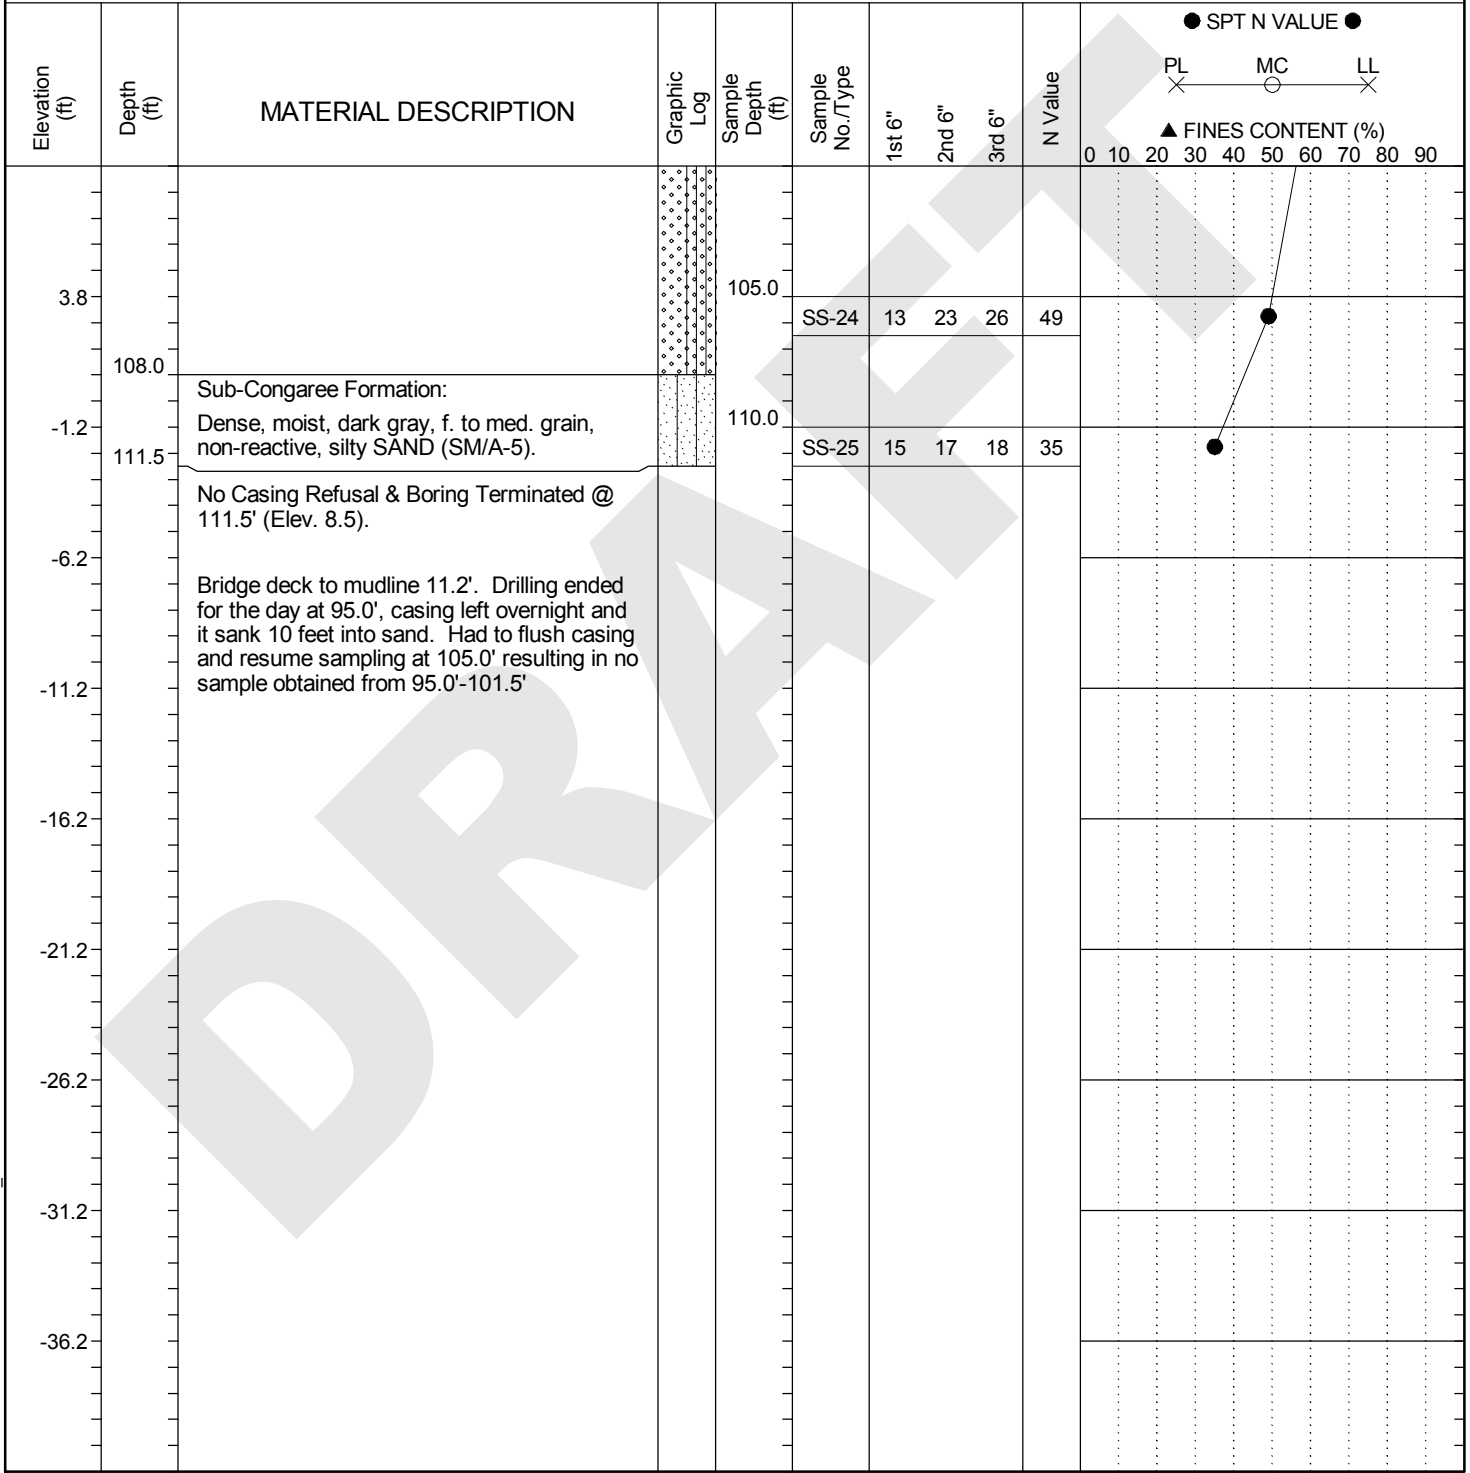 SPT N VALUE
PL MC LL
FINES CONTENT (%)
0 10 20 30 40 50 60 70 80 90
Elevation
(ft)
Depth
(ft)
MATERIAL DESCRIPTION
Graphic
Log
Sample
Depth
(ft)
Sample
No./Type
1st 6"
2nd 6"
3rd 6"
N Value
105.0
3.8
SS-24 13 23 26 49
108.0
Sub-Congaree Formation:
Dense, moist, dark gray, f. to med. grain,
non-reactive, silty SAND (SM/A-5).
110.0
-1.2
111.5
SS-25 15 17 18 35
No Casing Refusal & Boring Terminated @
111.5' (Elev. 8.5).
-6.2
Bridge deck to mudline 11.2'. Drilling ended
for the day at 95.0', casing left overnight and
it sank 10 feet into sand. Had to flush casing
and resume sampling at 105.0' resulting in no
sample obtained from 95.0'-101.5'
-11.2
-16.2
-21.2
-26.2
-31.2
-36.2
DRAFT